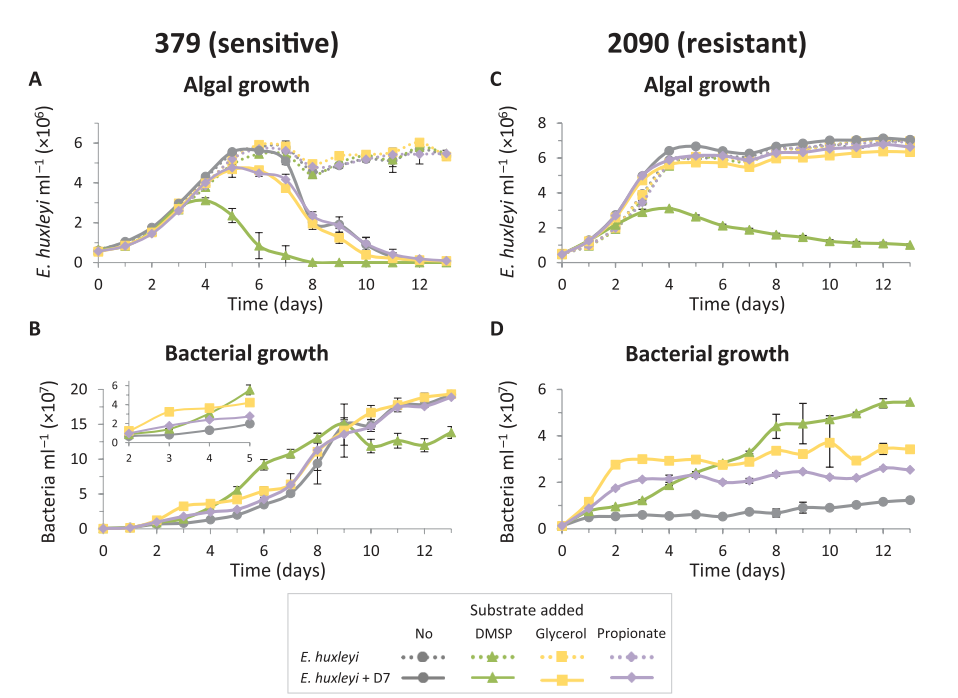 379 (sensitive)
2090 (resistant)
A
Algal growth
E. huxleyi ml⁻¹ (×10⁶)
6
4
2
0
0 2 4 6 8 10 12
Time (days)
C
Algal growth
E. huxleyi ml⁻¹ (×10⁶)
8
6
4
2
0
0 2 4 6 8 10 12
Time (days)
B
Bacterial growth
Bacteria ml⁻¹ (×10⁷)
20
15
10
5
0
0 2 4 6 8 10 12
Time (days)
6
4
2
0
2 3 4 5
D
Bacterial growth
Bacteria ml⁻¹ (×10⁷)
6
4
2
0
0 2 4 6 8 10 12
Time (days)
Substrate added
No DMSP Glycerol Propionate
E. huxleyi
E. huxleyi + D7